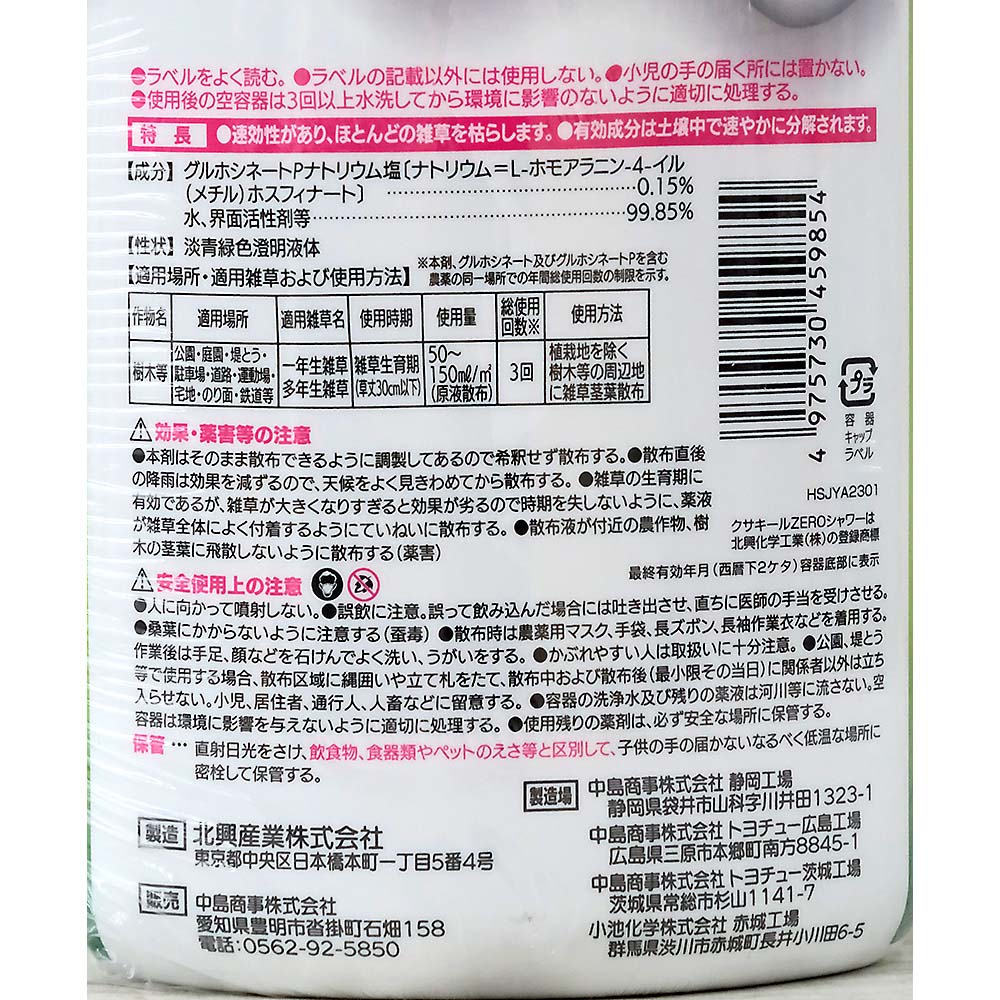 ●ラベルをよく読む。●ラベルの記載以外には使用しない。●小児の手の届く所には置かない。
●使用後の空容器は3回以上水洗してから環境に影響のないように適切に処理する。
特長 ●速効性があり、ほとんどの雑草を枯らします。●有効成分は土壌中で速やかに分解されます。
【成分】グルホシネートPナトリウム塩〔ナトリウム=L-ホモアラニン-4-イル
(メチル)ホスフィナート〕……………………………0.15%
水、界面活性剤等……………………………………99.85%
【性状】淡青緑色澄明液体
【適用場所・適用雑草および使用方法】
※本剤、グルホシネート及びグルホシネートPを含む
農薬の同一場所での年間総使用回数の制限を示す。
作物名 適用場所 適用雑草名 使用時期 使用量 総使用回数※ 使用方法
樹木等 公園・庭園・堤とう・駐車場・道路・運動場・宅地・のり面・鉄道等 一年生雑草 多年生雑草 雑草生育期(草丈30cm以下) 50~150mℓ/㎡(原液散布) 3回 植栽地を除く樹木等の周辺地に雑草茎葉散布
4 975730 459854
プラ
容器
キャップ
ラベル
HSJYA2301
クサキールZEROシャワーは
北興化学工業(株)の登録商標
最終有効年月(西暦下2ケタ)容器底部に表示
効果・薬害等の注意
●本剤はそのまま散布できるように調製してあるので希釈せず散布する。●散布直後
の降雨は効果を減ずるので、天候をよく見きわめてから散布する。●雑草の生育期に
有効であるが、雑草が大きくなりすぎると効果が劣るので時期を失しないように、薬液
が雑草全体によく付着するようにていねいに散布する。●散布液が付近の農作物、樹
木の茎葉に飛散しないように散布する(薬害)
安全使用上の注意
●人に向かって噴射しない。●誤飲に注意。誤って飲み込んだ場合には吐き出させ、直ちに医師の手当を受けさせる。
●桑葉にかからないように注意する(蚕毒) ●散布時は農薬用マスク、手袋、長ズボン、長袖作業衣などを着用する。
作業後は手足、顔などを石けんでよく洗い、うがいをする。●かぶれやすい人は取扱いに十分注意。●公園、堤とう
等で使用する場合、散布区域に縄囲いや立て札をたて、散布中および散布後(最小限その当日)に関係者以外は立ち
入らせない。小児、居住者、通行人、人畜などに留意する。●容器の洗浄水及び残りの薬液は河川等に流さない。空
容器は環境に影響を与えないように適切に処理する。●使用残りの薬剤は、必ず安全な場所に保管する。
保管…直射日光をさけ、飲食物、食器類やペットのえさ等と区別して、子供の手の届かないなるべく低温な場所に
密栓して保管する。
製造 北興産業株式会社
東京都中央区日本橋本町一丁目5番4号
販売 中島商事株式会社
愛知県豊明市沓掛町石畑158
電話:0562-92-5850
製造場 中島商事株式会社 静岡工場
静岡県袋井市山科字川井田1323-1
中島商事株式会社 トヨチュー広島工場
広島県三原市本郷町南方8845-1
中島商事株式会社 トヨチュー茨城工場
茨城県常総市杉山1141-7
小池化学株式会社 赤城工場
群馬県渋川市赤城町長井小川田6-5